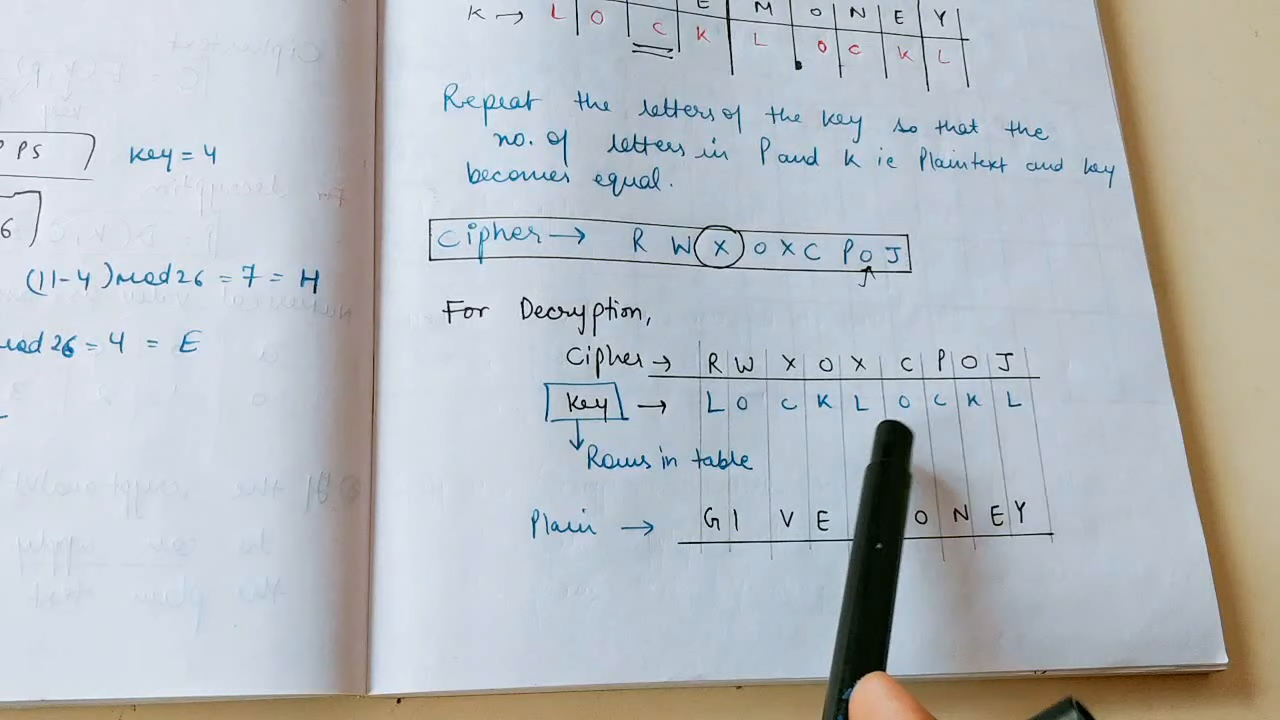 E M O N E Y
K → L O C K L O C K L
Repeat the letters of the key so that the
no. of letters in P and K ie Plaintext and key
becomes equal.
Cipher → R W X O X C P O J
For Decryption,
Cipher → R W X O X C P O J
Key → L O C K L O C K L
Rows in table
Plain → G I V E O N E Y
PS
key = 4
6
(11-4) mod 26 = 7 = H
mod 26 = 4 = E